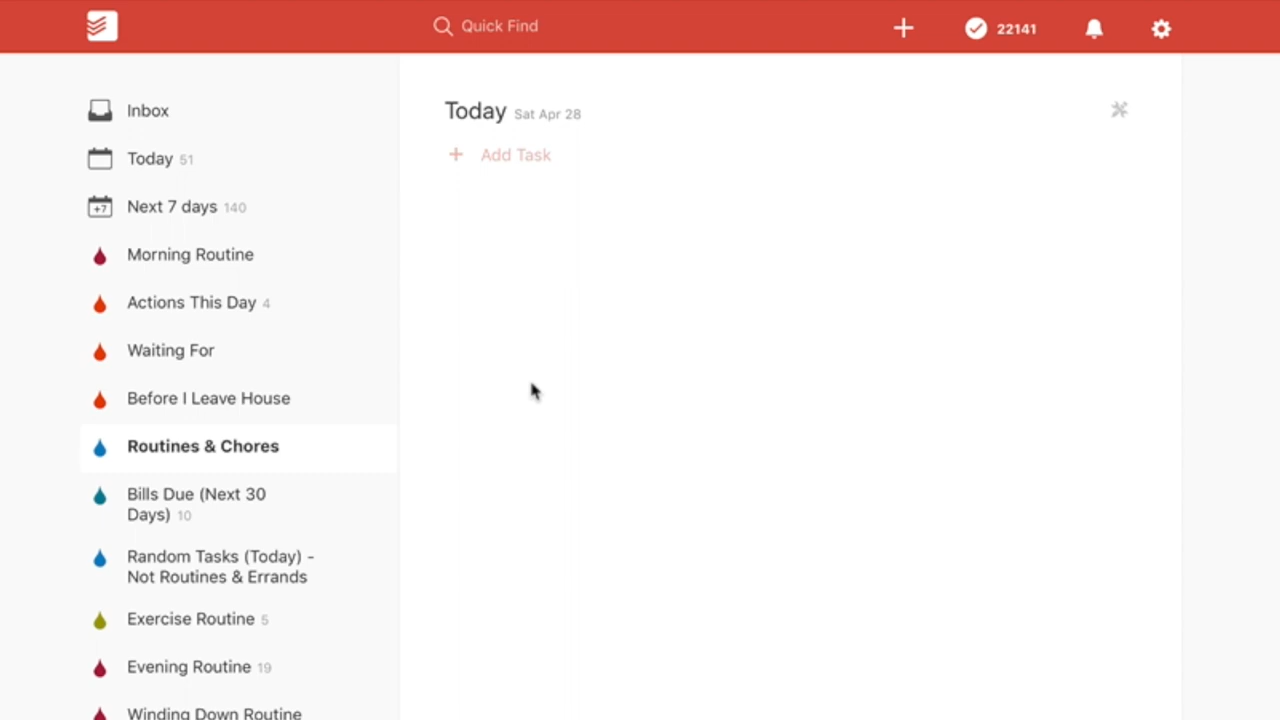 Quick Find
22141
Inbox
Today 51
Next 7 days 140
Morning Routine
Actions This Day 4
Waiting For
Before I Leave House
Routines & Chores
Bills Due (Next 30
Days) 10
Random Tasks (Today) -
Not Routines & Errands
Exercise Routine 5
Evening Routine 19
Winding Down Routine
Today Sat Apr 28
+ Add Task
+7